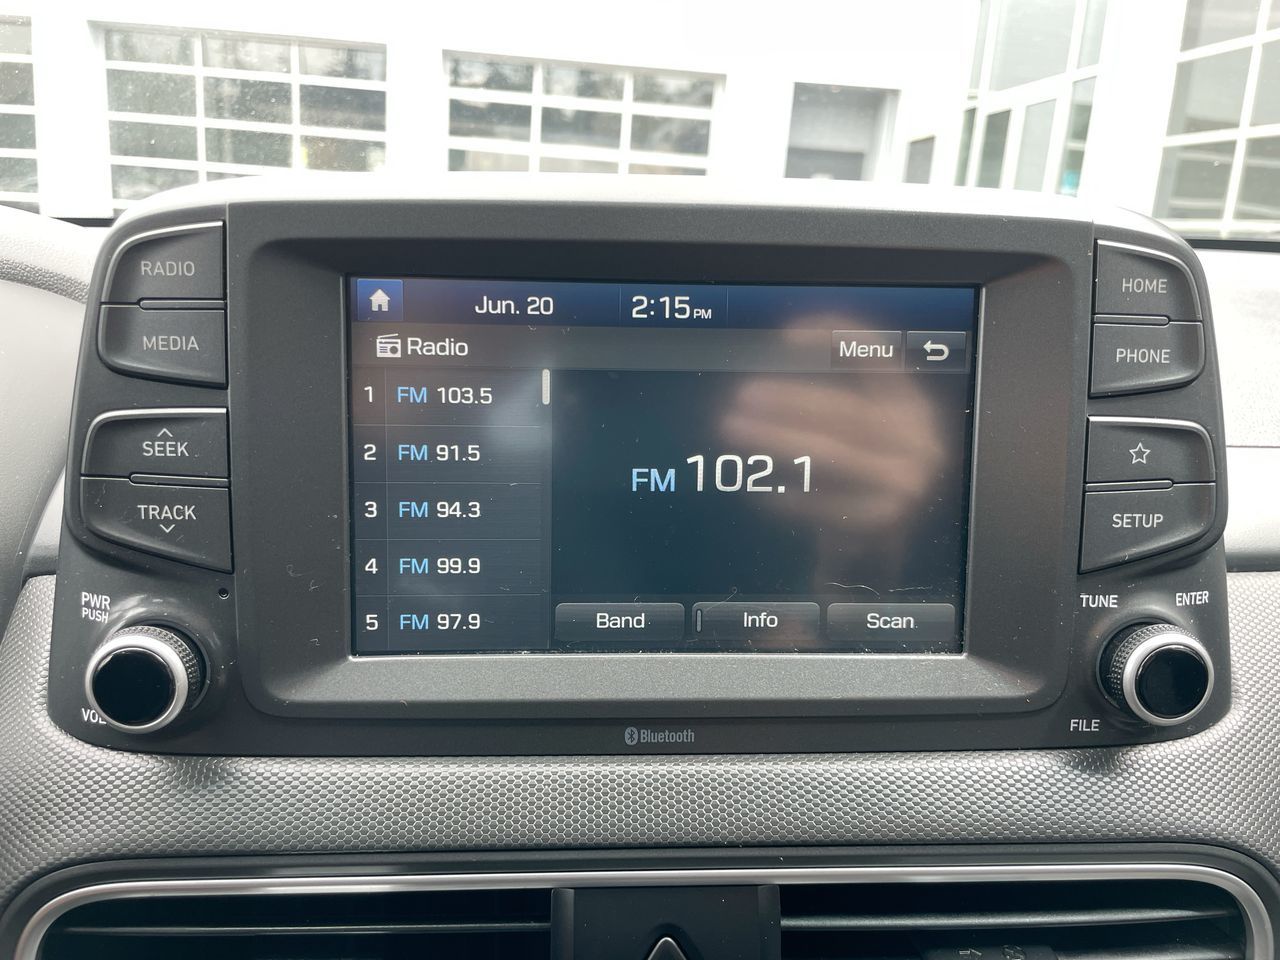 RADIO
MEDIA
SEEK
TRACK
PWR
PUSH
VOL
Jun. 20 2:15 PM
Radio Menu
1 FM 103.5
2 FM 91.5
3 FM 94.3
4 FM 99.9
5 FM 97.9
FM 102.1
Band Info Scan
HOME
PHONE
SETUP
TUNE ENTER
FILE
Bluetooth